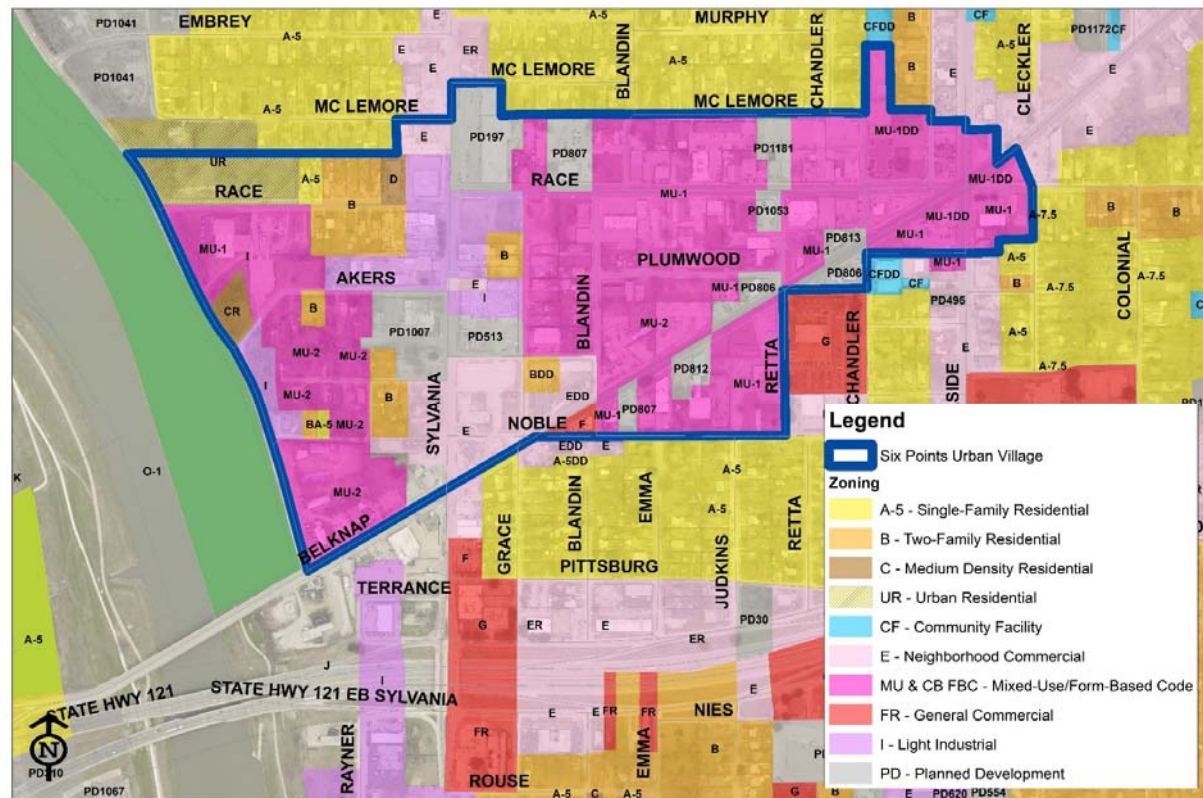 PD1041
EMBREY
A-5
E
A-5
MURPHY
CFDD
B
CF
PD1172CF
PD1041
E
ER
BLANDIN
A-5
CHANDLER
E
A-5
CLECKLER
E
MC LEMORE
A-5
MC LEMORE
MC LEMORE
E
PD197
PD807
PD1181
MU-1DD
UR
A-5
D
RACE
B
RACE
MU-1
MU-1DD
PD1053
MU-1DD
MU-1
A-7.5
B
B
MU-1
I
B
PLUMWOOD
MU-1
PD813
MU-1
AKERS
E
I
MU-1
PD806
PD806
CFDD
CF
MU-1
A-5
B
A-7.5
COLONIAL
A-7.5
CR
B
PD1007
PD513
BLANDIN
MU-2
PD495
MU-2
MU-2
G
CHANDLER
E
A-5
A-7.5
I
MU-2
B
SYLVANIA
BDD
EDD
PD812
MU-1
RETTA
SIDE
BA-5
MU-2
E
NOBLE
F
MU-1
PD807
EDD
E
A-5DD
A-5
MU-2
K
O-1
BELKNAP
GRACE
BLANDIN
EMMA
A-5
JUDKINS
RETTA
PITTSBURG
TERRANCE
F
A-5
G
ER
E
ER
PD30
J
STATE HWY 121
I
STATE HWY 121 EB SYLVANIA
E
E
FR
FR
NIES
E
N
RAYNER
FR
EMMA
B
ROUSE
PD1067
A-5
C
A-5
G
B
PD620
PD554
Legend
Six Points Urban Village
Zoning
A-5 - Single-Family Residential
B - Two-Family Residential
C - Medium Density Residential
UR - Urban Residential
CF - Community Facility
E - Neighborhood Commercial
MU & CB FBC - Mixed-Use/Form-Based Code
FR - General Commercial
I - Light Industrial
PD - Planned Development